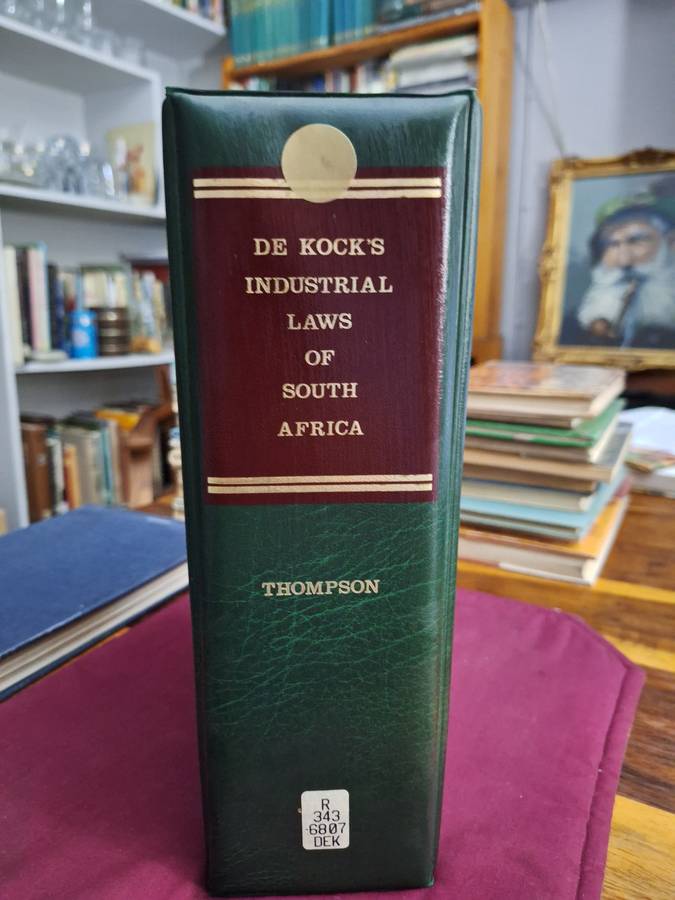 DE KOCK'S
INDUSTRIAL
LAWS
OF
SOUTH
AFRICA
THOMPSON
R
343
.6807
DEK